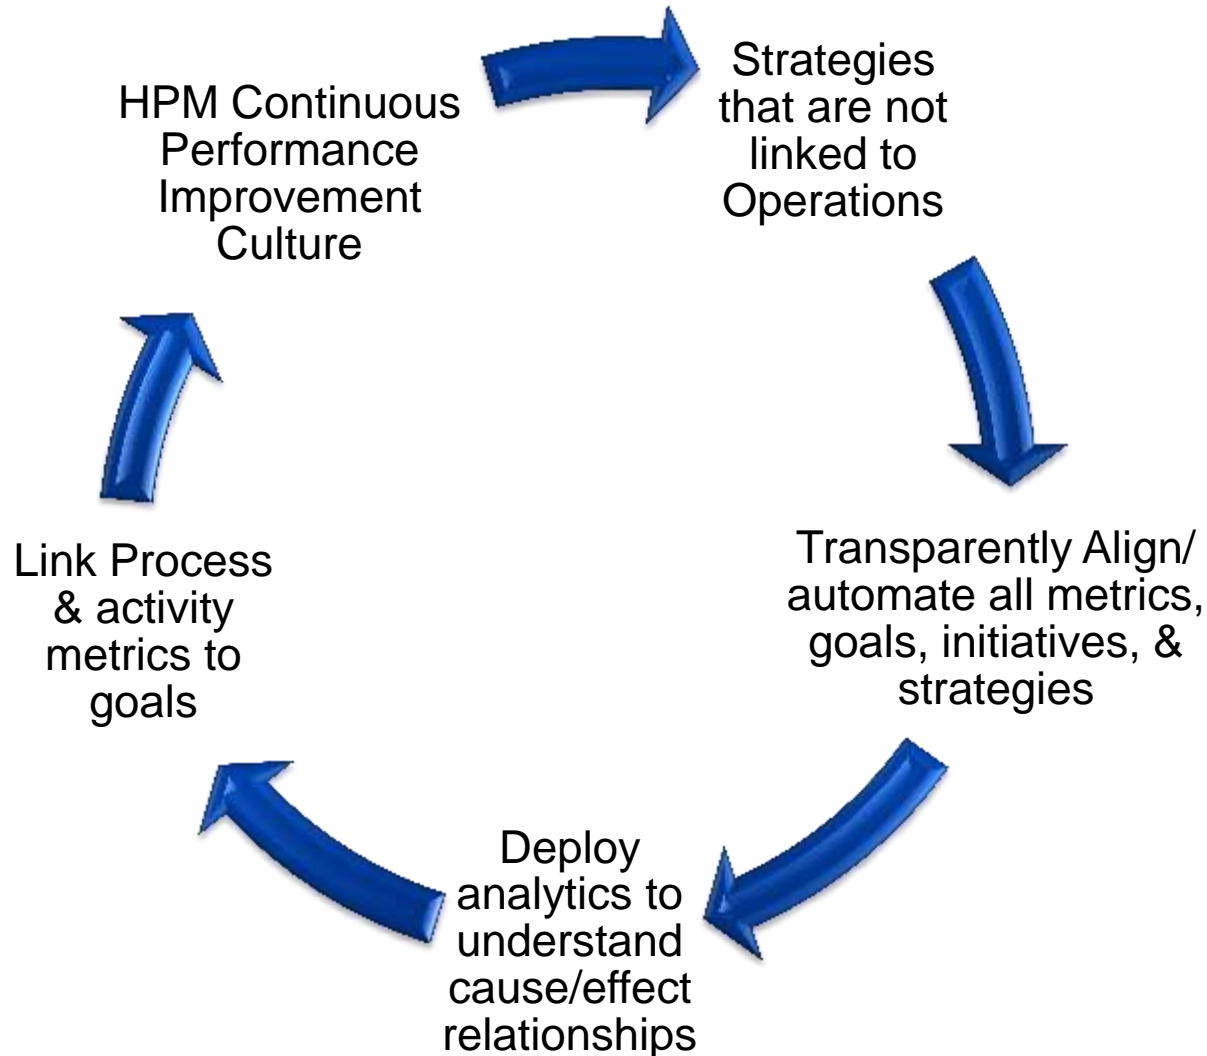 HPM Continuous
Performance
Improvement
Culture
Strategies
that are not
linked to
Operations
Transparently Align/
automate all metrics,
goals, initiatives, &
strategies
Deploy
analytics to
understand
cause/effect
relationships
Link Process
& activity
metrics to
goals